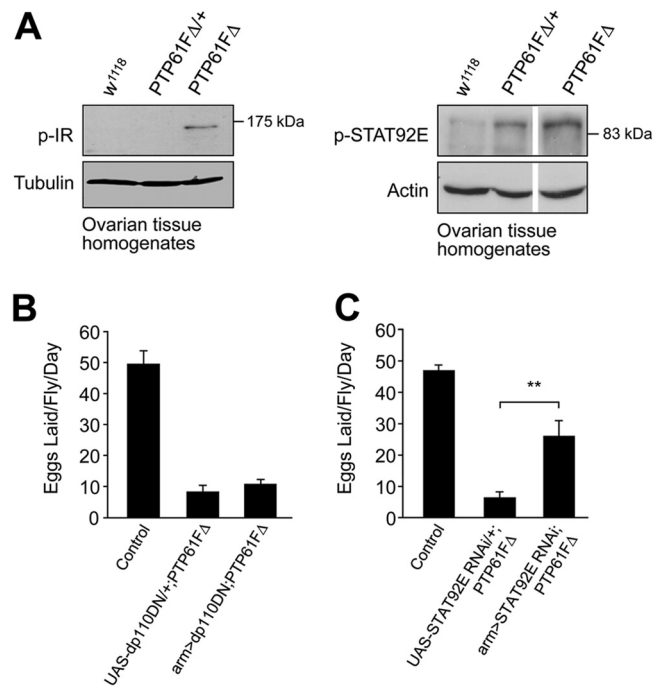 A
w1118
PTP61FΔ/+
PTP61FΔ
p-IR
175 kDa
Tubulin
Ovarian tissue
homogenates
w1118
PTP61FΔ/+
PTP61FΔ
p-STAT92E
83 kDa
Actin
Ovarian tissue
homogenates
B
Eggs Laid/Fly/Day
60
50
40
30
20
10
0
Control
UAS-dp110DN/+;PTP61FΔ
arm>dp110DN;PTP61FΔ
C
Eggs Laid/Fly/Day
60
50
40
30
20
10
0
**
Control
UAS-STAT92E RNAi/+;
PTP61FΔ
arm>STAT92E RNAi;
PTP61FΔ